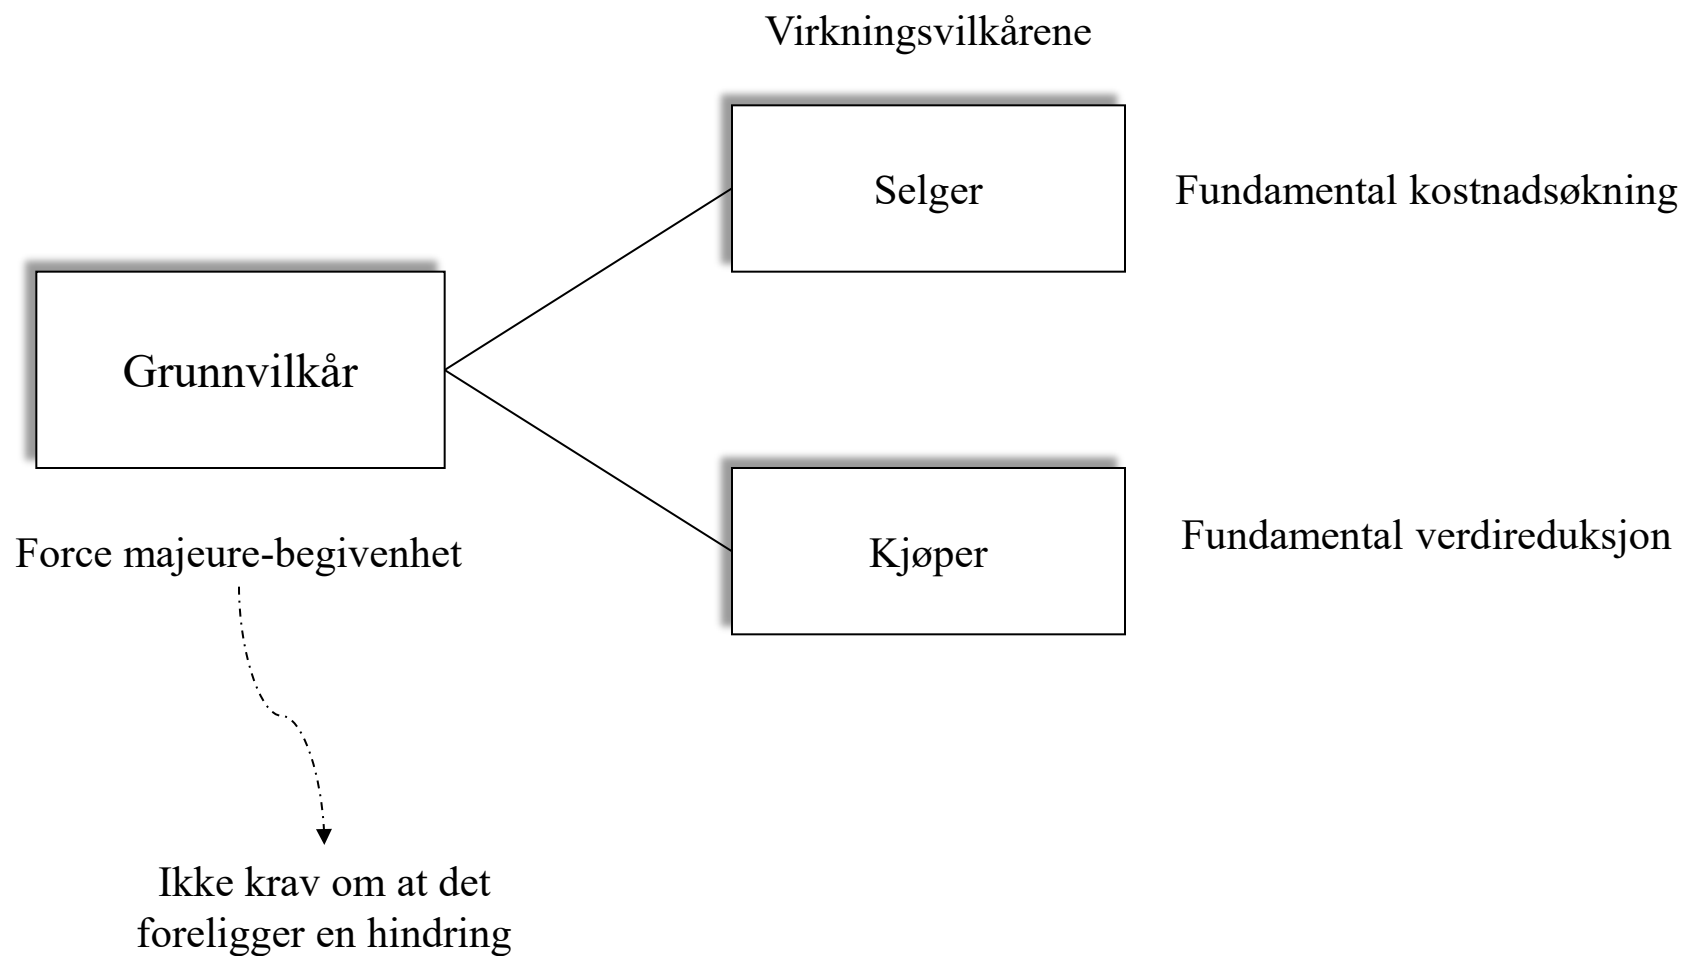 Virkningsvilkårene
Selger
Fundamental kostnadsøkning
Grunnvilkår
Force majeure-begivenhet
Kjøper
Fundamental verdireduksjon
Ikke krav om at det
foreligger en hindring